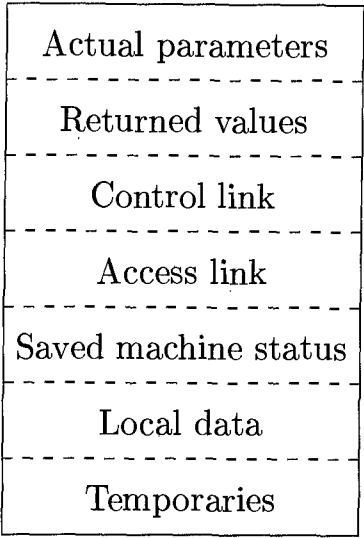 Actual parameters
Returned values
Control link
Access link
Saved machine status
Local data
Temporaries